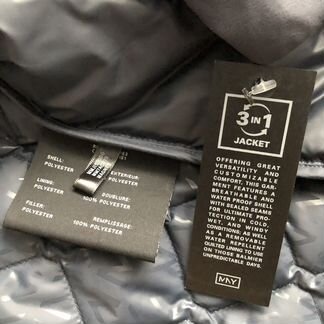 SHELL:
POLYESTER
EXTERIEUR:
POLYESTER
LINING:
POLYESTER
DOUBLURE:
100% POLYESTER
FILLER:
POLYESTER
REMPLISSAGE:
100% POLYESTER
3 IN 1
JACKET
OFFERING GREAT
VERSATILITY AND
CUSTOMIZABLE
COMFORT, THIS GAR-
MENT FEATURES A
BREATHABLE AND
WATER PROOF SHELL
WITH SEALED SEAMS
FOR ULTIMATE PRO-
TECTION IN COLD,
WET, AND WINDY
CONDITIONS; AS WELL
AS A REMOVABLE
WATER REPELLENT
QUILTED LINING TO USE
ON THOSE BALMIER
UNPREDICTABLE DAYS.